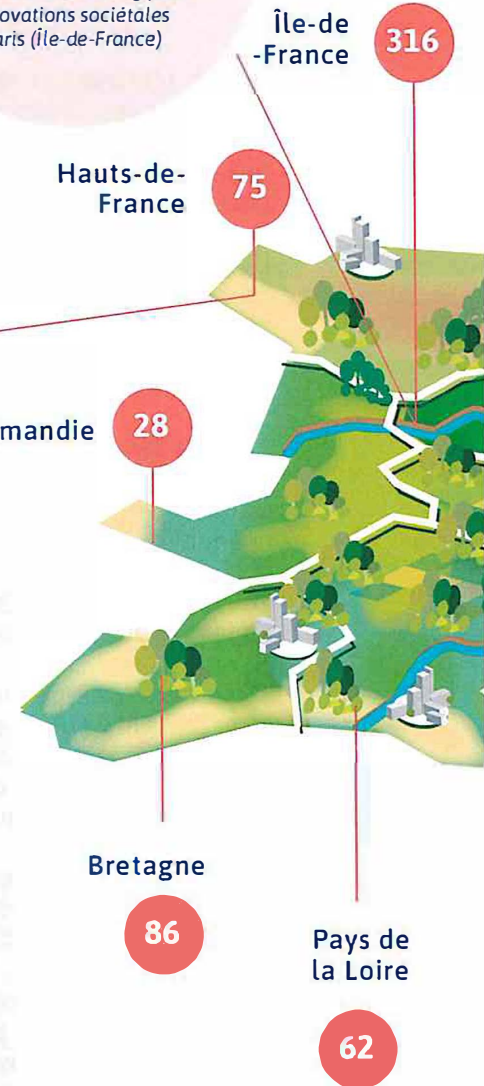 ovations sociétales
aris (Île-de-France)
Île-de
-France
316
Hauts-de-
France
75
mandie
28
Bretagne
86
Pays de
la Loire
62